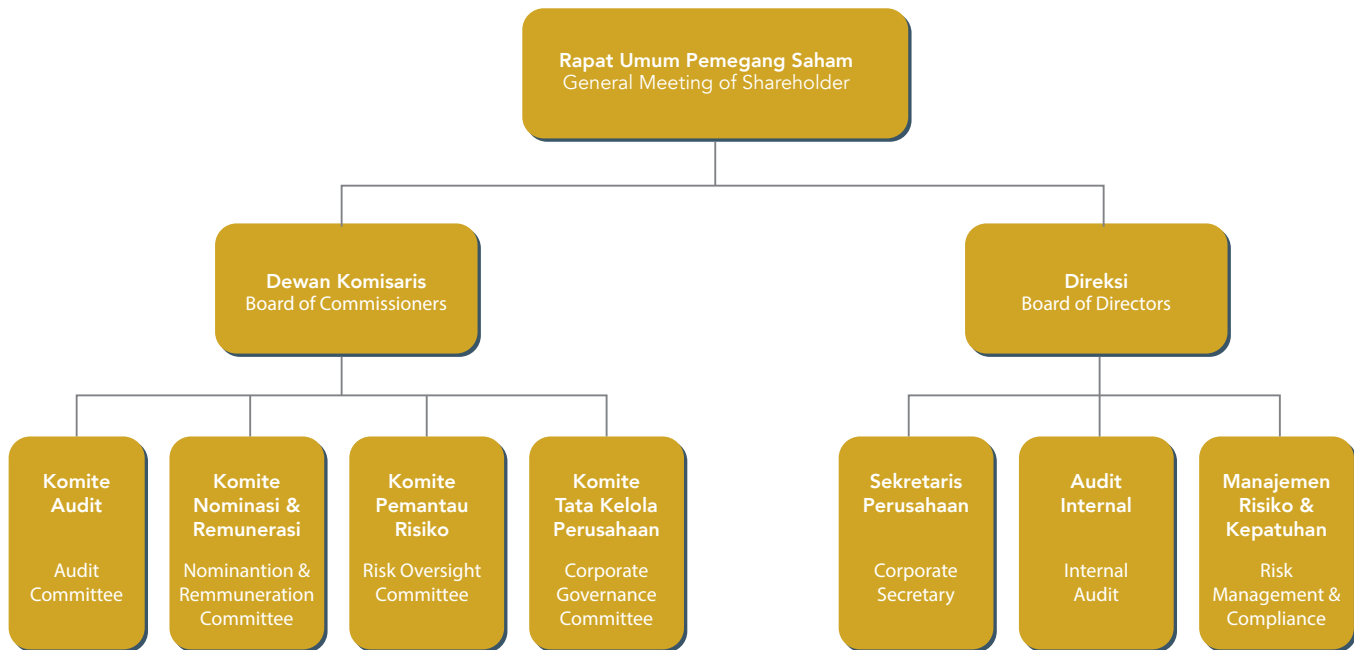 Rapat Umum Pemegang Saham
General Meeting of Shareholder
Dewan Komisaris
Board of Commissioners
Direksi
Board of Directors
Komite
Audit
Audit
Committee
Komite
Nominasi &
Remunerasi
Nominantion &
Remmuneration
Committee
Komite
Pemantau
Risiko
Risk Oversight
Committee
Komite
Tata Kelola
Perusahaan
Corporate
Governance
Committee
Sekretaris
Perusahaan
Corporate
Secretary
Audit
Internal
Internal
Audit
Manajemen
Risiko &
Kepatuhan
Risk
Management &
Compliance